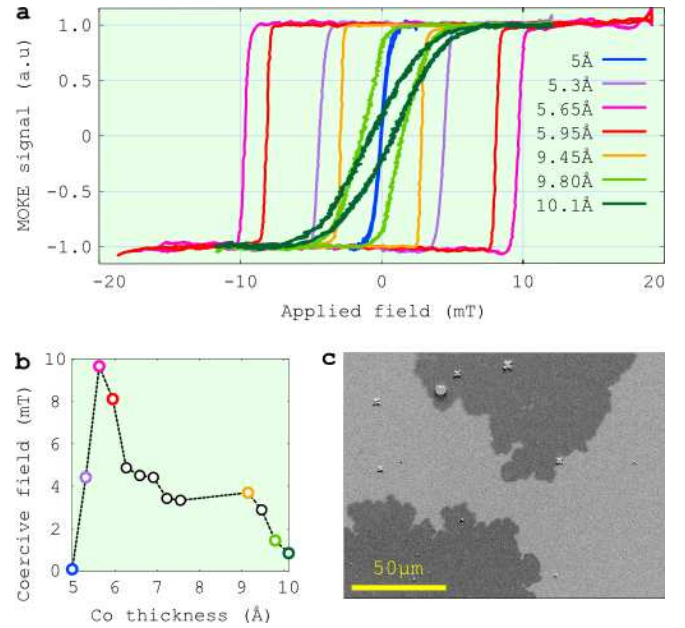 a
MOKE signal (a.u)
1.0
0.5
0
-0.5
-1.0
5Å
5.3Å
5.65Å
5.95Å
9.45Å
9.80Å
10.1Å
-20 -10 0 10 20
Applied field (mT)
b
Coercive field (mT)
10
8
6
4
2
0
5 6 7 8 9 10
Co thickness (Å)
c
50µm